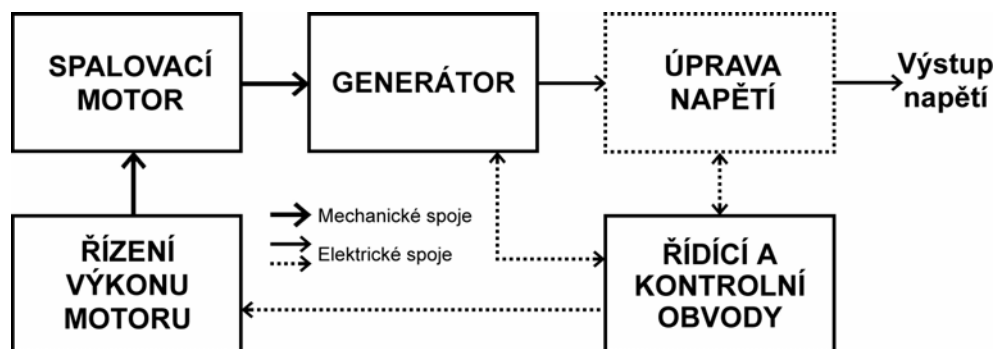 SPALOVACÍ
MOTOR
GENERÁTOR
ÚPRAVA
NAPĚTÍ
Výstup
napětí
Mechanické spoje
Elektrické spoje
ŘÍZENÍ
VÝKONU
MOTORU
ŘÍDÍCÍ A
KONTROLNÍ
OBVODY